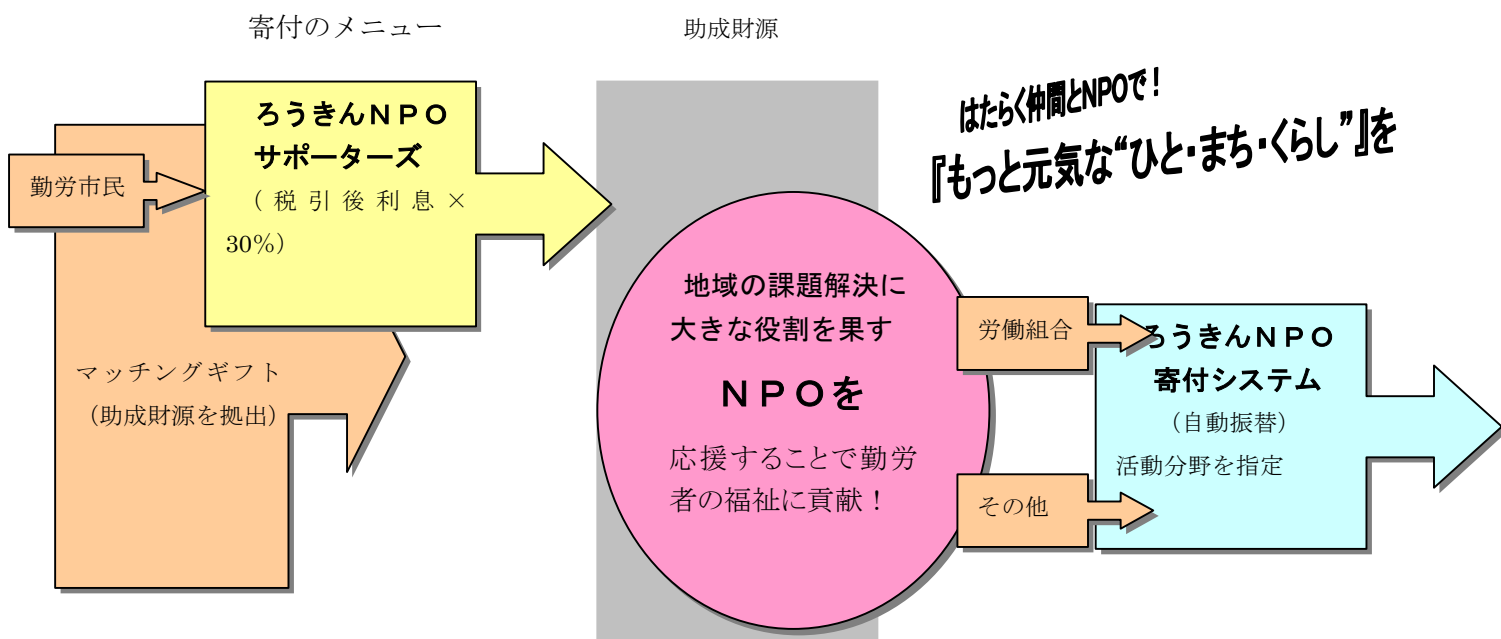 寄付のメニュー
助成財源
はたらく仲間とNPOで！
『もっと元気な“ひと・まち・くらし”』を
ろうきんＮＰＯ
サポーターズ
（税引後利息×
30%）
勤労市民
マッチングギフト
（助成財源を拠出）
地域の課題解決に
大きな役割を果す
ＮＰＯを
応援することで勤労
者の福祉に貢献！
労働組合
その他
ろうきんＮＰＯ
寄付システム
（自動振替）
活動分野を指定